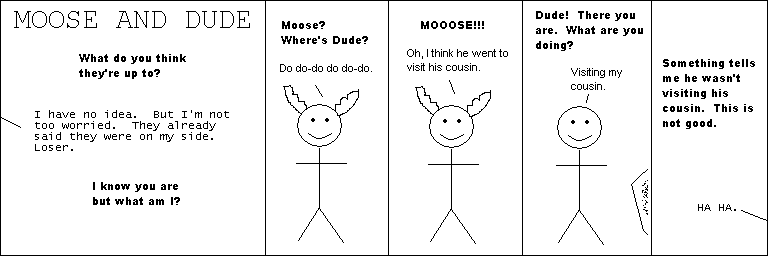 MOOSE AND DUDE
What do you think
they're up to?
I have no idea.  But I'm not
too worried.  They already
said they were on my side.
Loser.
I know you are
but what am I?
Moose?
Where's Dude?
Do do-do do do-do.
MOOOSE!!!
Oh, I think he went to
visit his cousin.
Dude!  There you
are.  What are you
doing?
Visiting my
cousin.
Something tells
me he wasn't
visiting his
cousin.  This is
not good.
HA HA.